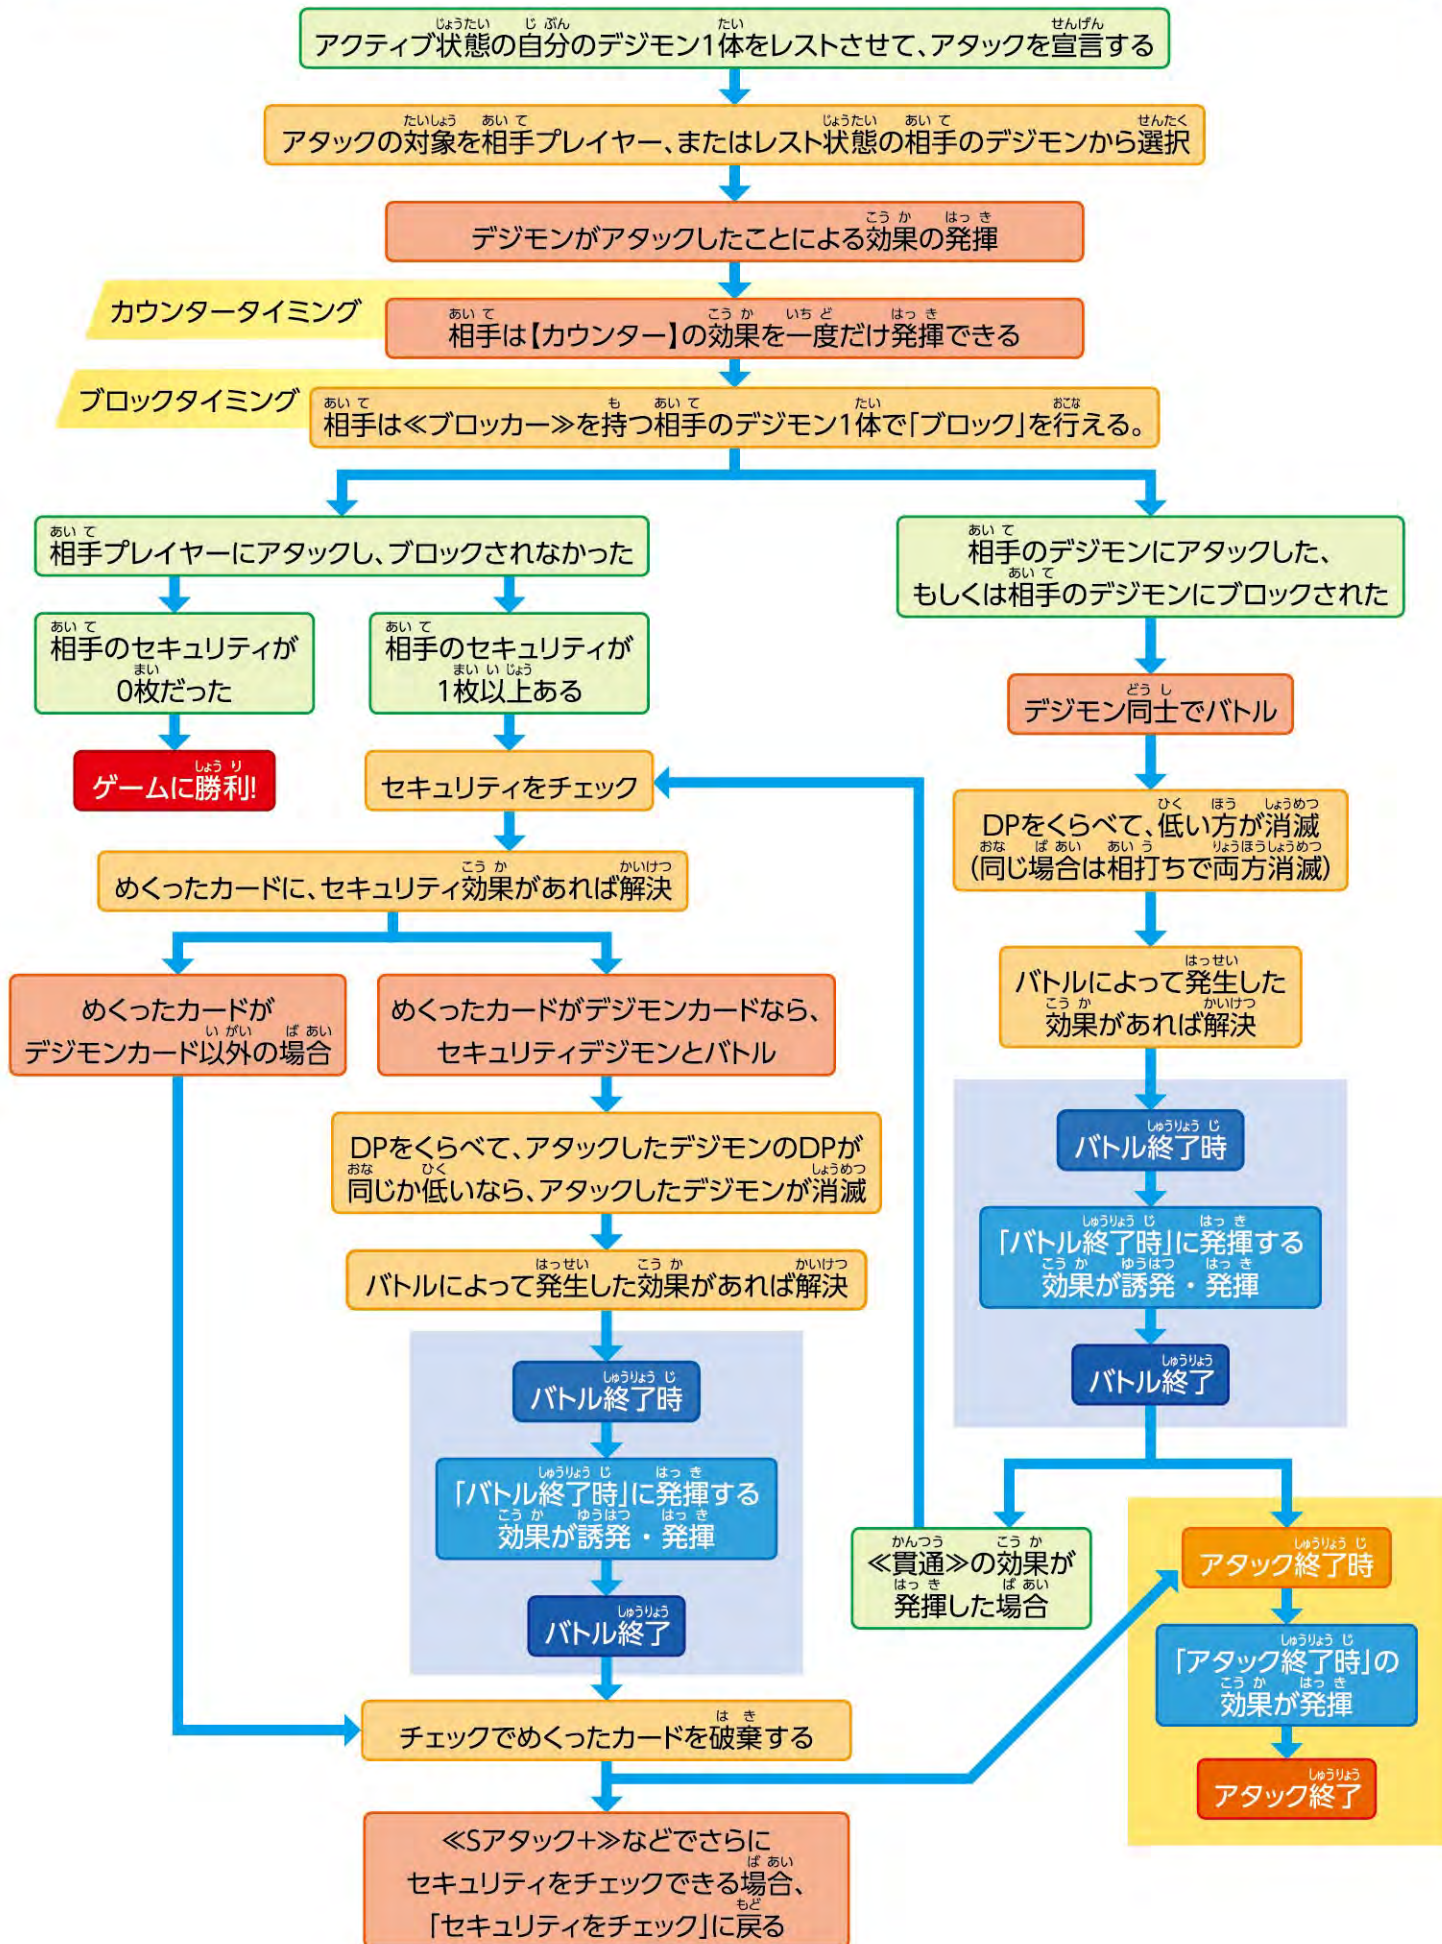 アクティブ状態の自分のデジモン1体をレストさせて、アタックを宣言する
アタックの対象を相手プレイヤー、またはレスト状態の相手のデジモンから選択
デジモンがアタックしたことによる効果の発揮
カウンタータイミング
相手は【カウンター】の効果を一度だけ発揮できる
ブロックタイミング
相手は≪ブロッカー≫を持つ相手のデジモン1体で「ブロック」を行える。
相手プレイヤーにアタックし、ブロックされなかった
相手のセキュリティが
0枚だった
ゲームに勝利!
相手のセキュリティが
1枚以上ある
セキュリティをチェック
めくったカードに、セキュリティ効果があれば解決
めくったカードが
デジモンカード以外の場合
めくったカードがデジモンカードなら、
セキュリティデジモンとバトル
DPをくらべて、アタックしたデジモンのDPが
同じか低いなら、アタックしたデジモンが消滅
バトルによって発生した効果があれば解決
バトル終了時
「バトル終了時」に発揮する
効果が誘発・発揮
バトル終了
チェックでめくったカードを破棄する
≪Sアタック+≫などでさらに
セキュリティをチェックできる場合、
「セキュリティをチェック」に戻る
相手のデジモンにアタックした、
もしくは相手のデジモンにブロックされた
デジモン同士でバトル
DPをくらべて、低い方が消滅
(同じ場合は相打ちで両方消滅)
バトルによって発生した
効果があれば解決
バトル終了時
「バトル終了時」に発揮する
効果が誘発・発揮
バトル終了
≪貫通≫の効果が
発揮した場合
アタック終了時
「アタック終了時」の
効果が発揮
アタック終了